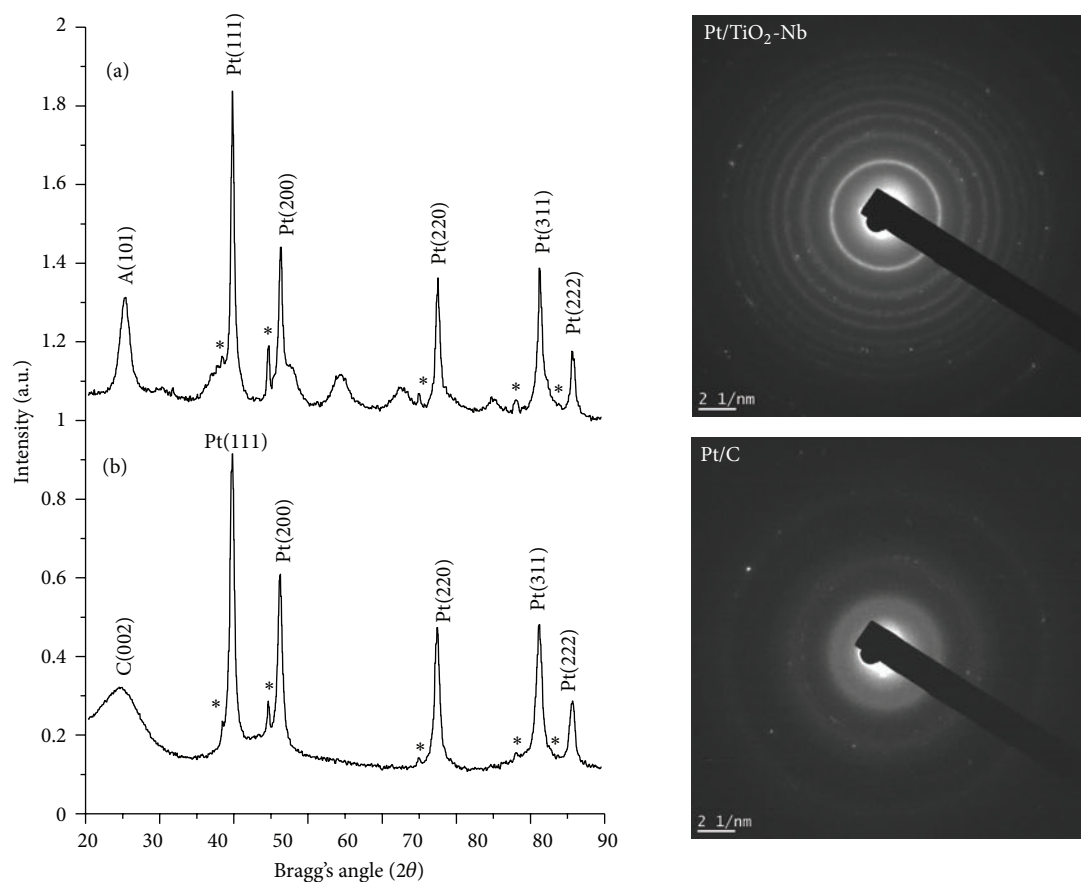 2
(a)
Pt(111)
1.8
1.6
Pt(200)
Pt(220)
Pt(311)
1.4
A(101)
Pt(222)
*
*
*
*
*
1.2
1
Intensity (a.u.)
Pt(111)
(b)
0.8
Pt(200)
0.6
C(002)
Pt(220)
Pt(311)
Pt(222)
0.4
*
*
*
*
*
0.2
0
20 30 40 50
90
Bragg's angle (2θ)
Pt/TiO₂-Nb
2 1/nm
Pt/C
2 1/nm